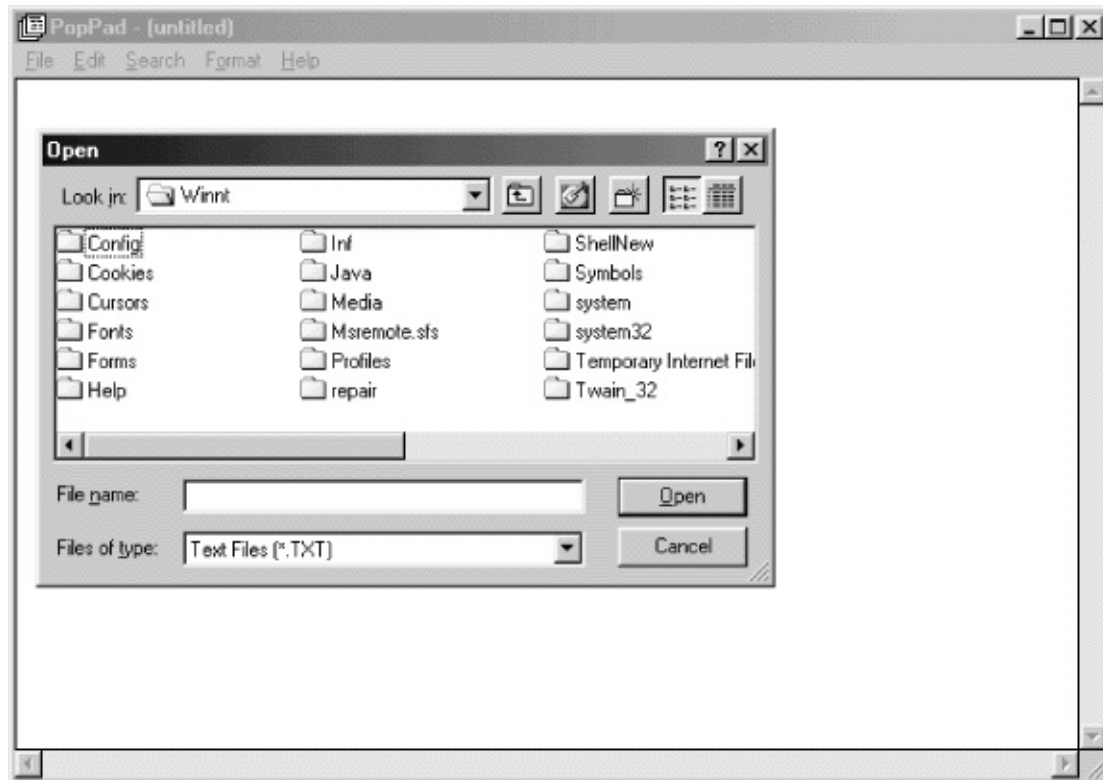 PopPad - (untitled)
File Edit Search Format Help
Open
Look in: Winnt
Config Inf ShellNew
Cookies Java Symbols
Cursors Media system
Fonts Msremote.sfs system32
Forms Profiles Temporary Internet File
Help repair Twain_32
File name: Open
Files of type: Text Files (*.TXT) Cancel